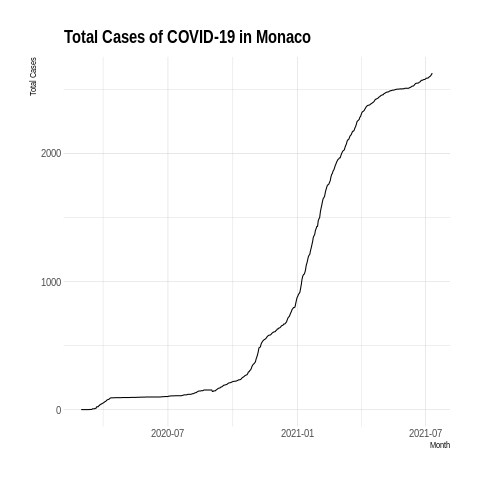 Total Cases of COVID-19 in Monaco
Total Cases
2000
1000
0
2020-07
2021-01
2021-07
Month